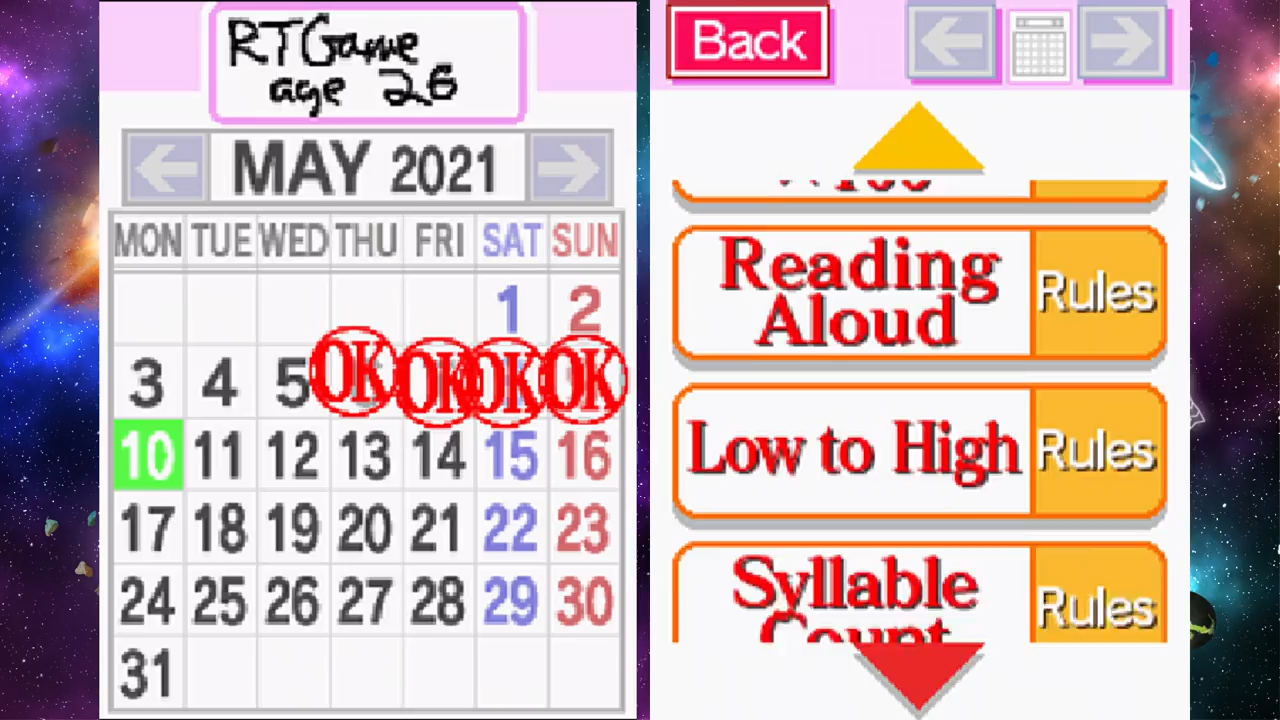 RTGame
age 26
MAY 2021
MON TUE WED THU FRI SAT SUN
1 2
3 4 5 OK OK OK OK
10 11 12 13 14 15 16
17 18 19 20 21 22 23
24 25 26 27 28 29 30
31
Back
Reading
Aloud
Rules
Low to High Rules
Syllable
Count
Rules